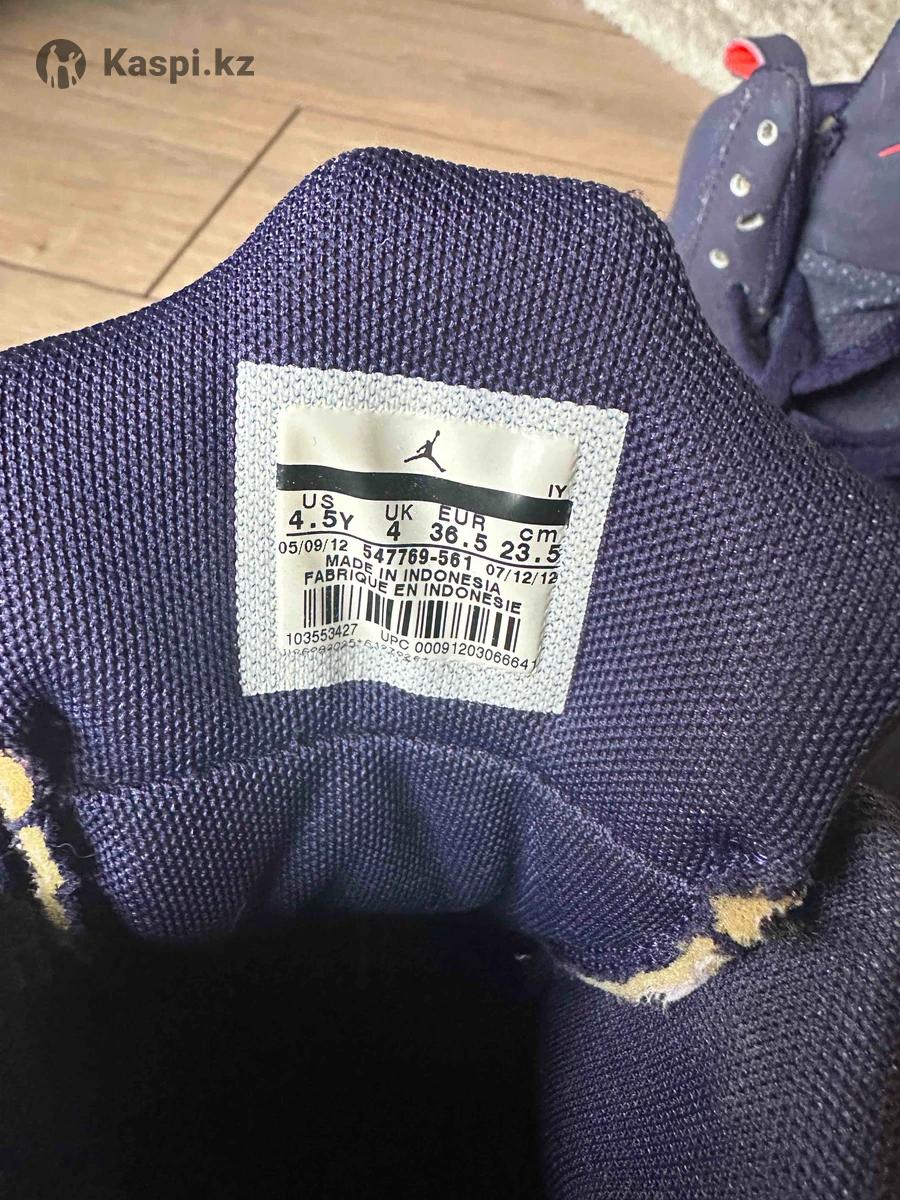 Kaspi.kz
IY
US UK EUR cm
4.5Y 4 36.5 23.5
05/09/12 547769-561 07/12/12
MADE IN INDONESIA
FABRIQUE EN INDONESIE
103553427 UPC 00091203066641